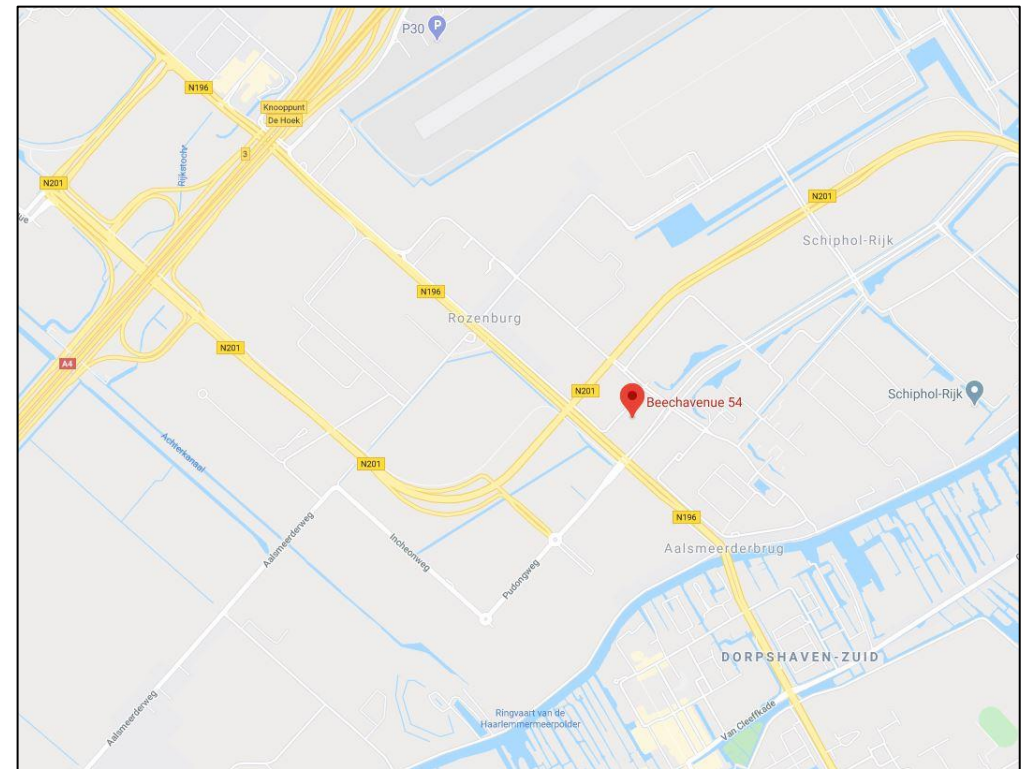 P30
P
N196
Knooppunt
De Hoek
3
Rijkstocht
N201
N201
Schiphol-Rijk
N196
Rozenburg
N201
A4
N201
Schiphol-Rijk
Beechavenue 54
Achterkanaal
N201
N196
Aalsmeerderweg
Incheonweg
Aalsmeerderbrug
Pudongweg
DORPSHAVEN-ZUID
Aalsmeerderweg
Ringvaart van de
Haarlemmermeerpolder
Van Cleeffkade